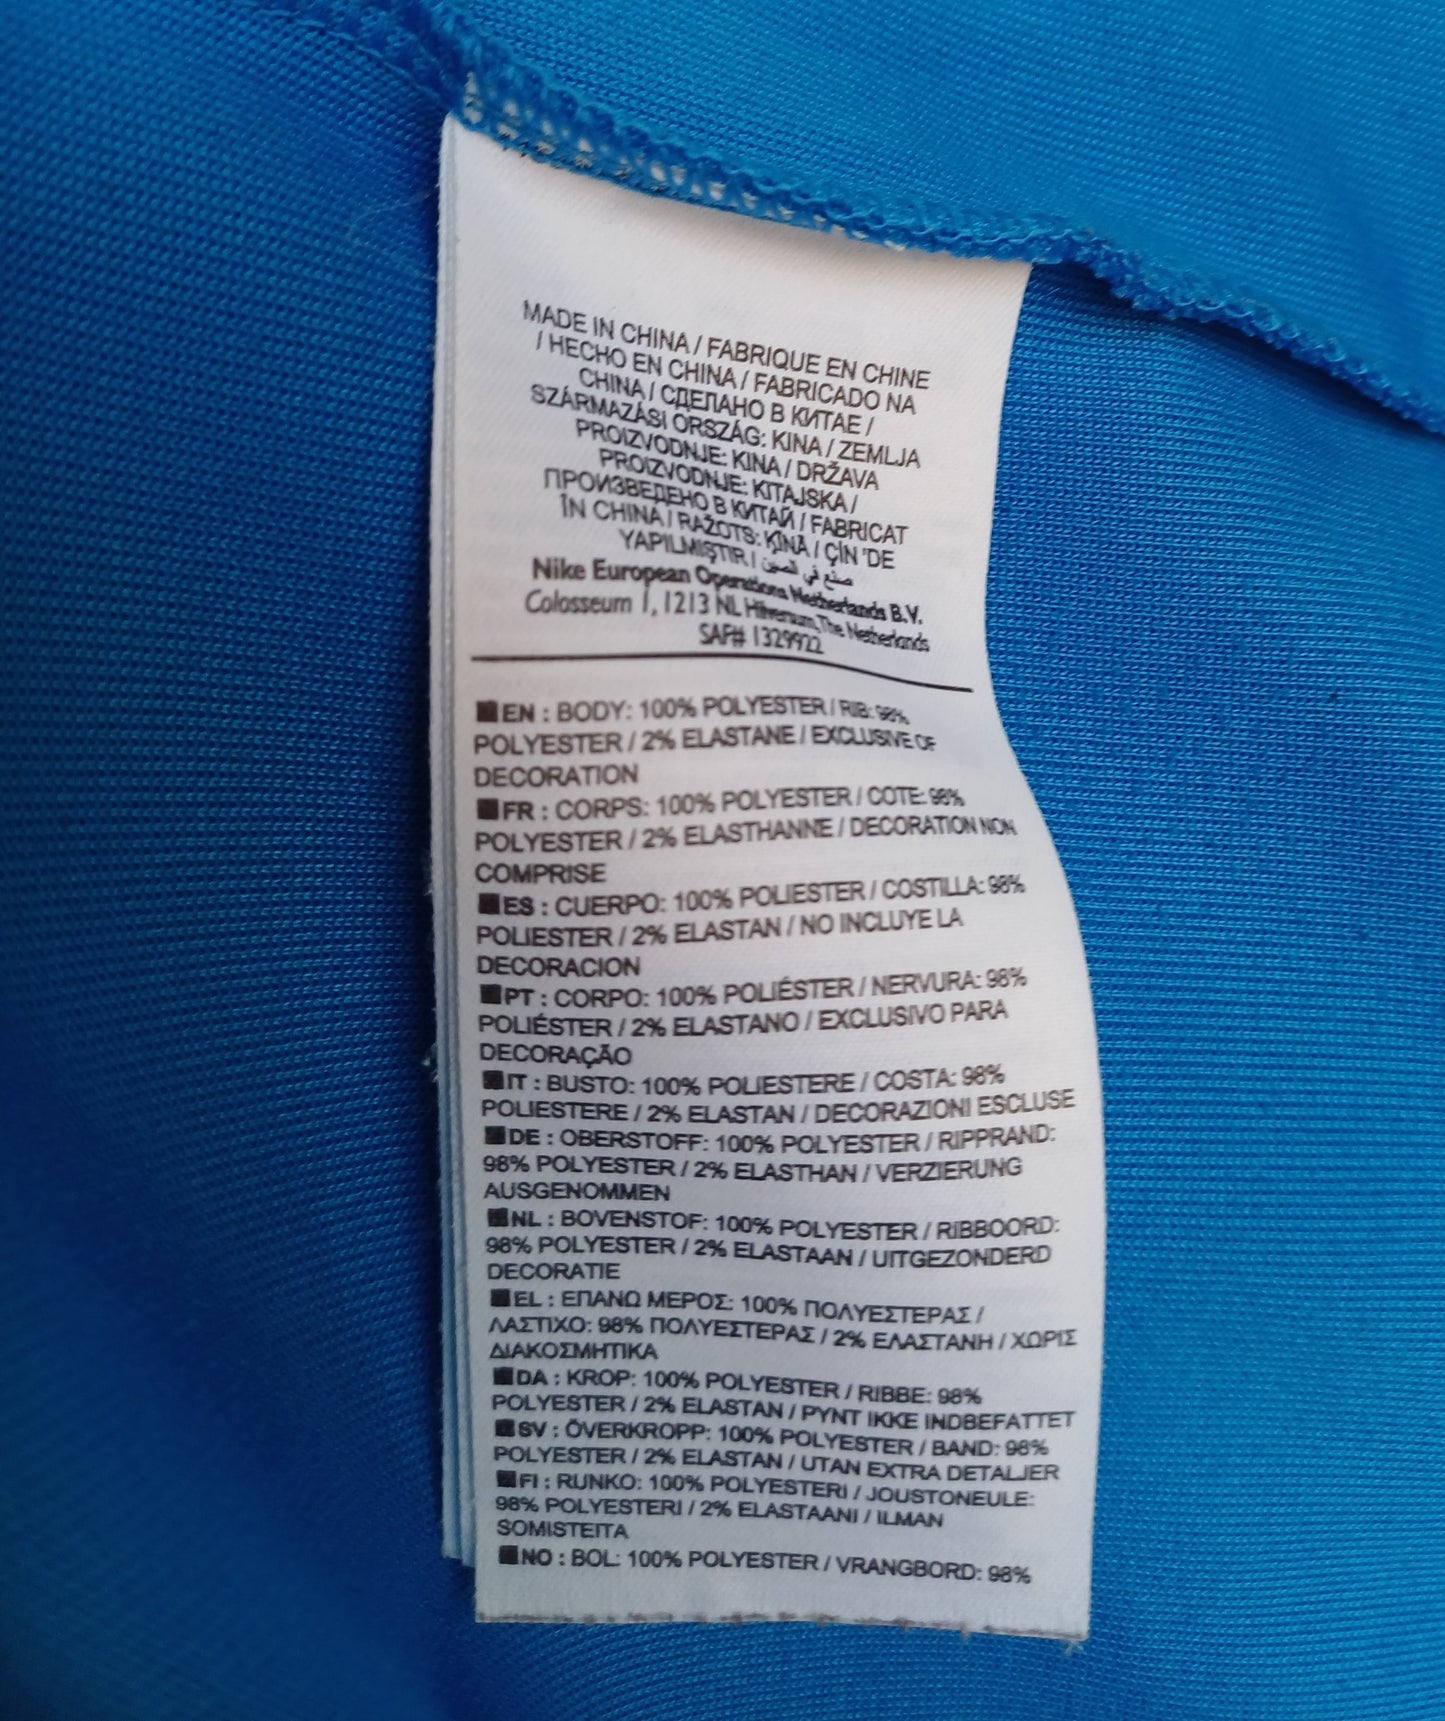 MADE IN CHINA / FABRIQUE EN CHINE
/ HECHO EN CHINA / FABRICADO NA
CHINA / СДЕЛАНО В КИТАЕ /
SZÁRMAZÁSI ORSZÁG: KINA / ZEMLJA
PROIZVODNJE: KINA / DRŽAVA
PROIZVODNJE: KITAJSKA /
ПРОИЗВЕДЕНО В КИТАЙ / FABRICAT
ÎN CHINA / RAŽOTS: ĶĪNĀ / ÇİN 'DE
YAPILMIŞTIR / صنع في الصين
Nike European Operations Netherlands B.V.
Colosseum 1, 1213 NL Hilversum, The Netherlands
SAF# 1329922
EN : BODY: 100% POLYESTER / RIB: 98%
POLYESTER / 2% ELASTANE / EXCLUSIVE OF
DECORATION
FR : CORPS: 100% POLYESTER / COTE: 98%
POLYESTER / 2% ELASTHANNE / DECORATION NON
COMPRISE
ES : CUERPO: 100% POLIESTER / COSTILLA: 98%
POLIESTER / 2% ELASTAN / NO INCLUYE LA
DECORACION
PT : CORPO: 100% POLIÉSTER / NERVURA: 98%
POLIÉSTER / 2% ELASTANO / EXCLUSIVO PARA
DECORAÇÃO
IT : BUSTO: 100% POLIESTERE / COSTA: 98%
POLIESTERE / 2% ELASTAN / DECORAZIONI ESCLUSE
DE : OBERSTOFF: 100% POLYESTER / RIPPRAND:
98% POLYESTER / 2% ELASTHAN / VERZIERUNG
AUSGENOMMEN
NL : BOVENSTOF: 100% POLYESTER / RIBBOORD:
98% POLYESTER / 2% ELASTAAN / UITGEZONDERD
DECORATIE
EL : ΕΠΑΝΩ ΜΕΡΟΣ: 100% ΠΟΛΥΕΣΤΕΡΑΣ /
ΛΑΣΤΙΧΟ: 98% ΠΟΛΥΕΣΤΕΡΑΣ / 2% ΕΛΑΣΤΑΝΗ / ΧΩΡΙΣ
ΔΙΑΚΟΣΜΗΤΙΚΑ
DA : KROP: 100% POLYESTER / RIBBE: 98%
POLYESTER / 2% ELASTAN / PYNT IKKE INDBEFATTET
SV : ÖVERKROPP: 100% POLYESTER / BAND: 98%
POLYESTER / 2% ELASTAN / UTAN EXTRA DETALJER
FI : RUNKO: 100% POLYESTERI / JOUSTONEULE:
98% POLYESTERI / 2% ELASTAANI / ILMAN
SOMISTEITA
NO : BOL: 100% POLYESTER / VRANGBORD: 98%